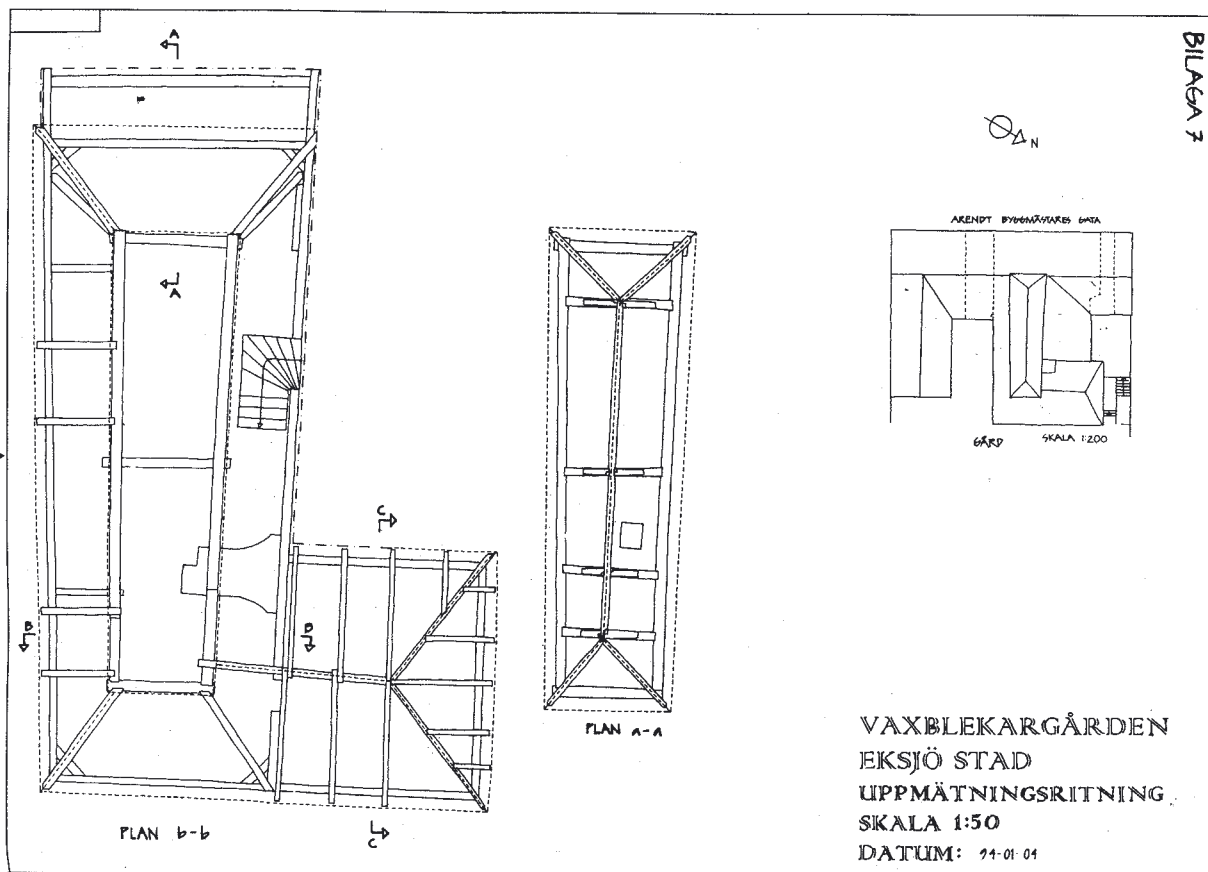 BILAGA 7
A
A
N
ARENDT BYGGMÄSTARES GATA
GÅRD
SKALA 1:200
C
B
B
C
PLAN b-b
PLAN a-a
VAXBLEKARGÅRDEN
EKSJÖ STAD
UPPMÄTNINGSRITNING
SKALA 1:50
DATUM: 94-01-04